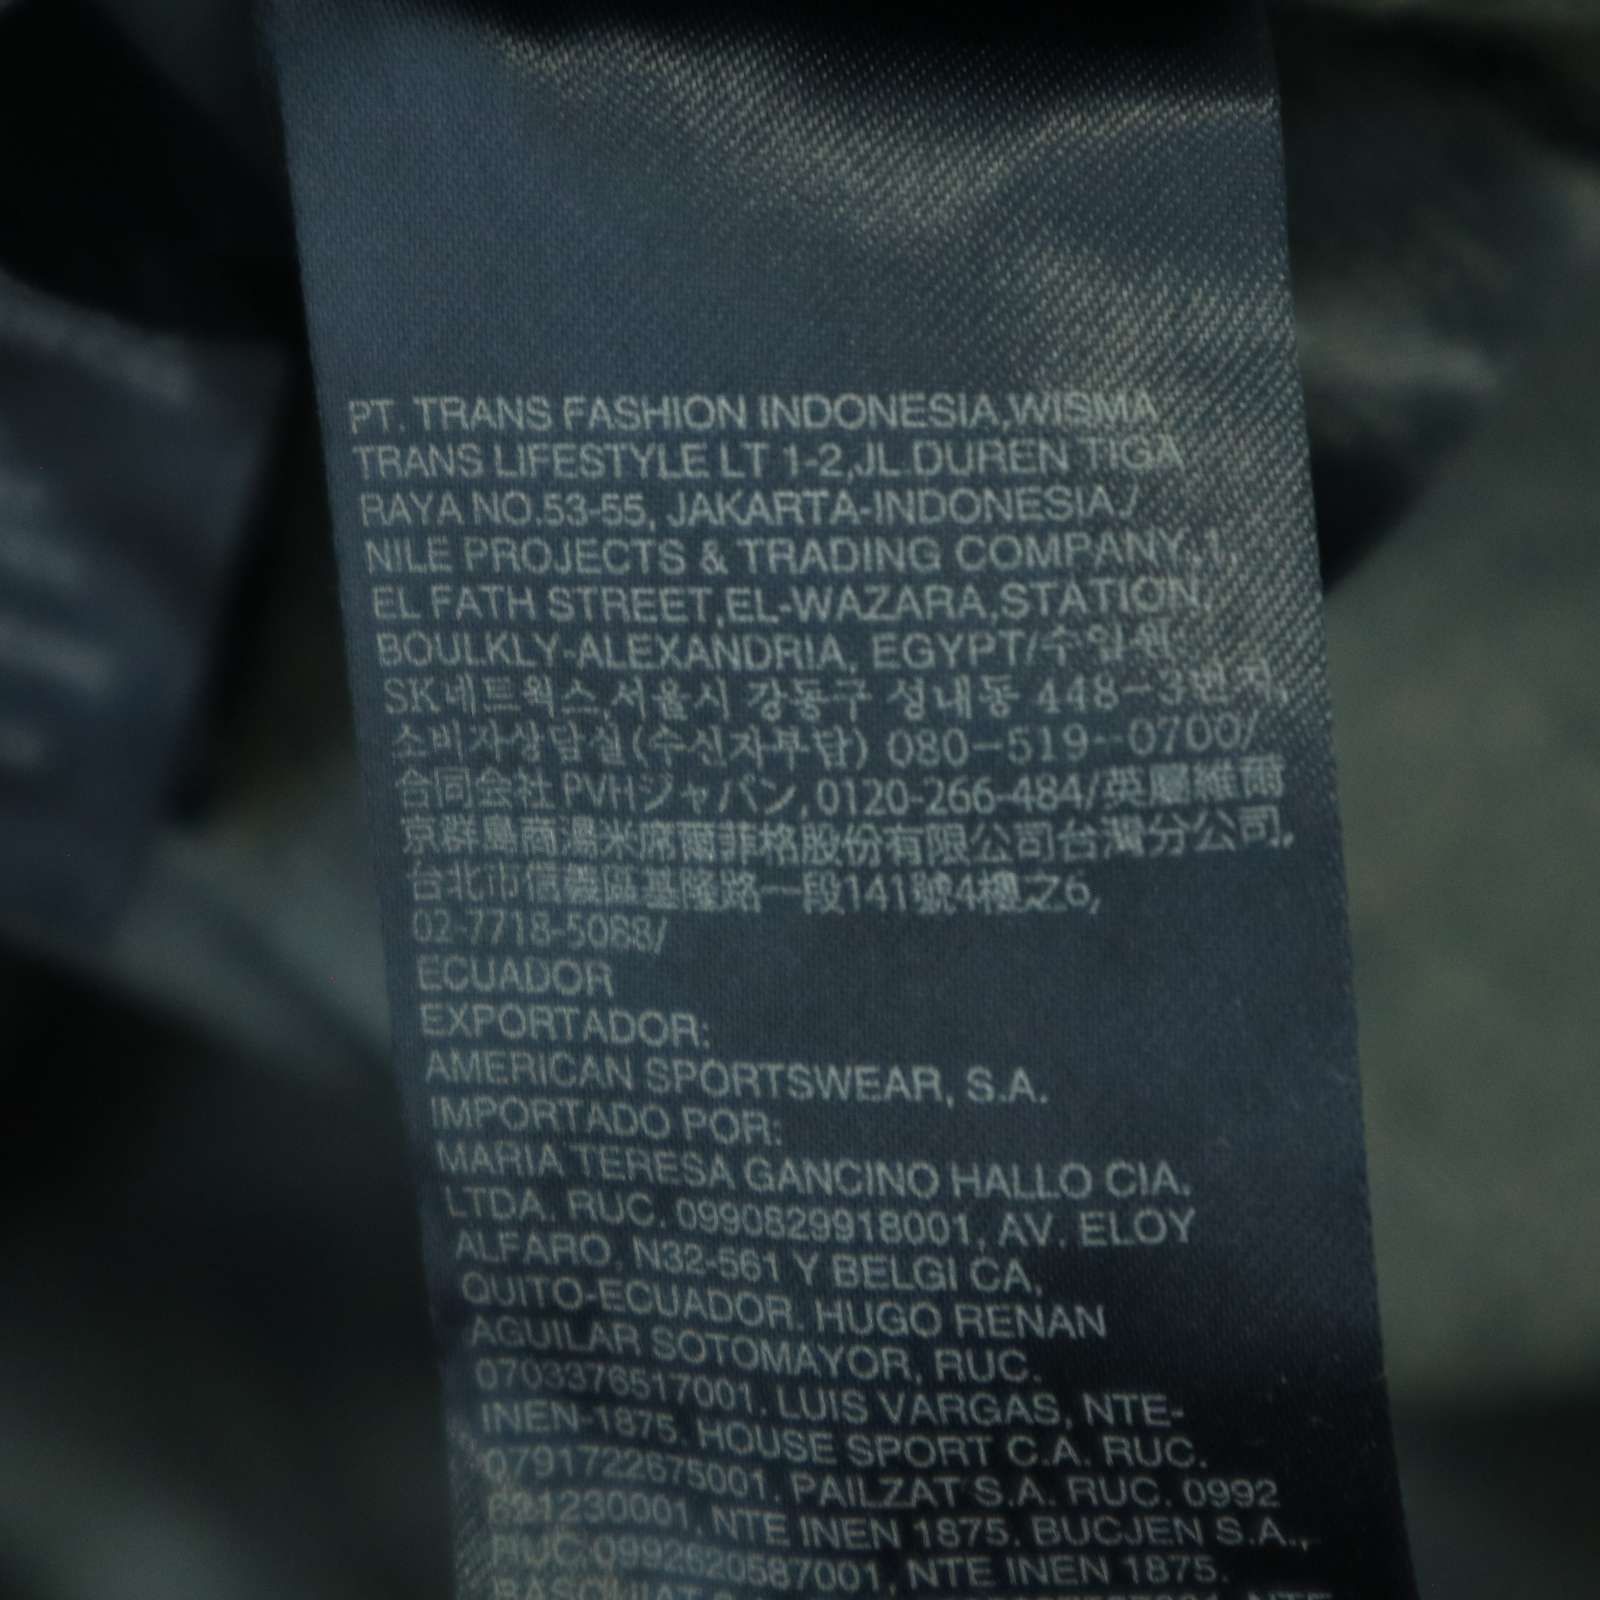 PT. TRANS FASHION INDONESIA,WISMA
TRANS LIFESTYLE LT 1-2,JL.DUREN TIGA
RAYA NO.53-55, JAKARTA-INDONESIA./
NILE PROJECTS & TRADING COMPANY, 1,
EL FATH STREET,EL-WAZARA,STATION,
BOULKLY-ALEXANDRIA, EGYPT/수입원
SK네트웍스,서울시 강동구 성내동 448-3번지,
소비자상담실(수신자부담) 080-519-0700/
合同会社PVHジャパン,0120-266-484/英屬維爾
京群島商湯米席爾菲格股份有限公司台灣分公司,
台北市信義區基隆路一段141號4樓之6,
02-7718-5088/
ECUADOR
EXPORTADOR:
AMERICAN SPORTSWEAR, S.A.
IMPORTADO POR:
MARIA TERESA GANCINO HALLO CIA.
LTDA. RUC. 0990829918001, AV. ELOY
ALFARO, N32-561 Y BELGI CA,
QUITO-ECUADOR. HUGO RENAN
AGUILAR SOTOMAYOR, RUC.
0703376517001. LUIS VARGAS, NTE-
INEN-1875. HOUSE SPORT C.A. RUC.
0791722675001. PAILZAT S.A. RUC. 0992
621230001, NTE INEN 1875. BUCJEN S.A.,
RUC.0992620587001, NTE INEN 1875.